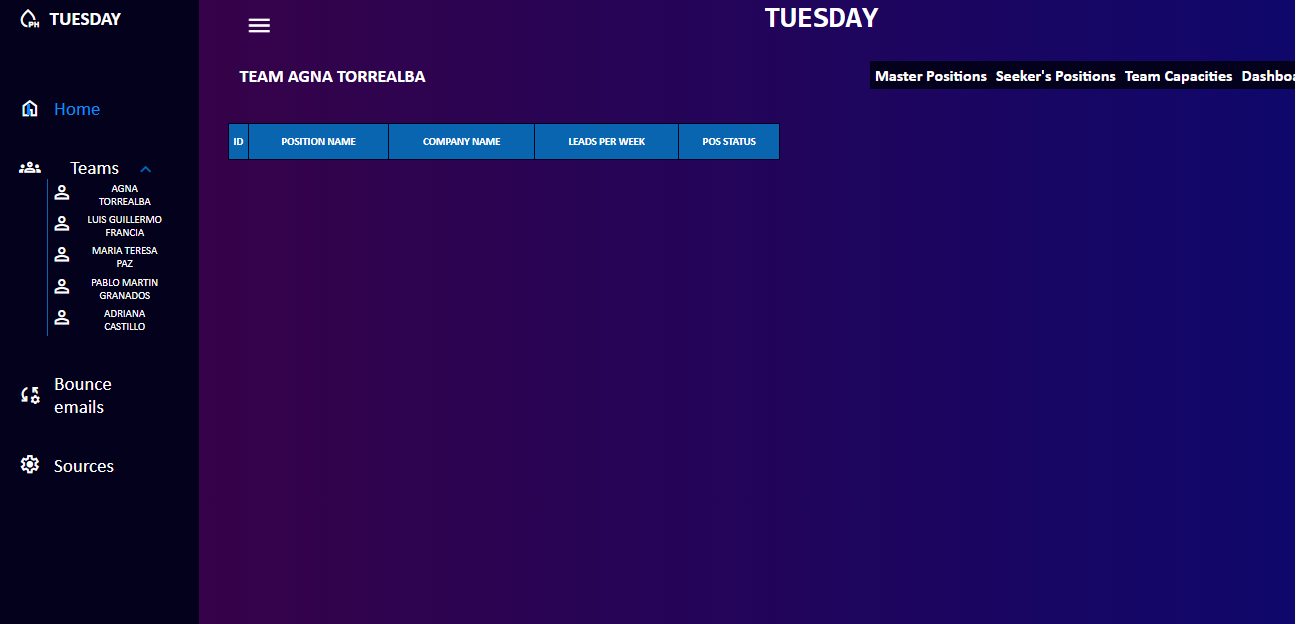 PH TUESDAY
TUESDAY
Home
Teams
AGNA
TORREALBA
LUIS GUILLERMO
FRANCIA
MARIA TERESA
PAZ
PABLO MARTIN
GRANADOS
ADRIANA
CASTILLO
Bounce
emails
Sources
TEAM AGNA TORREALBA
Master Positions Seeker's Positions Team Capacities Dashboa
ID POSITION NAME COMPANY NAME LEADS PER WEEK POS STATUS